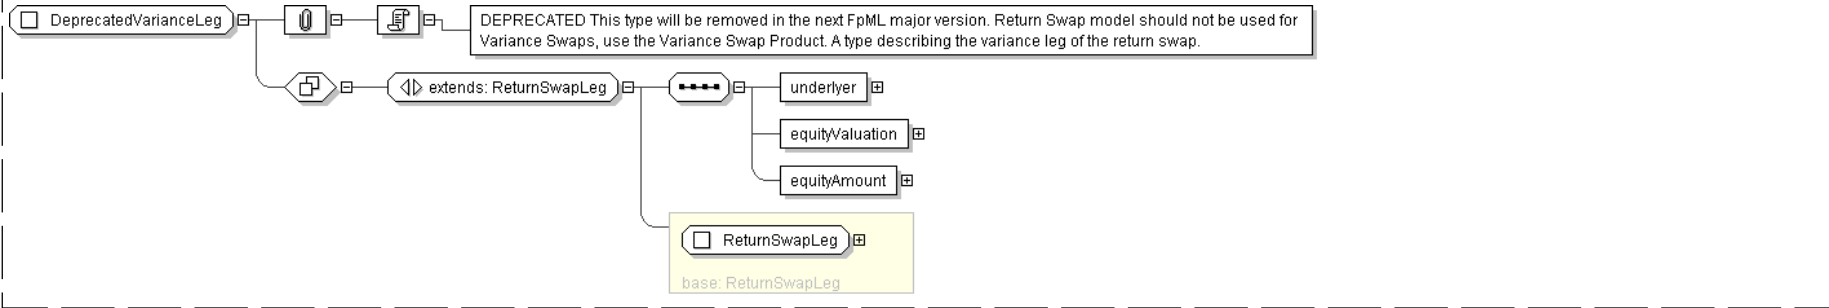 DeprecatedVarianceLeg
DEPRECATED This type will be removed in the next FpML major version. Return Swap model should not be used for
Variance Swaps, use the Variance Swap Product. A type describing the variance leg of the return swap.
extends: ReturnSwapLeg
underlyer
equityValuation
equityAmount
ReturnSwapLeg
base: ReturnSwapLeg